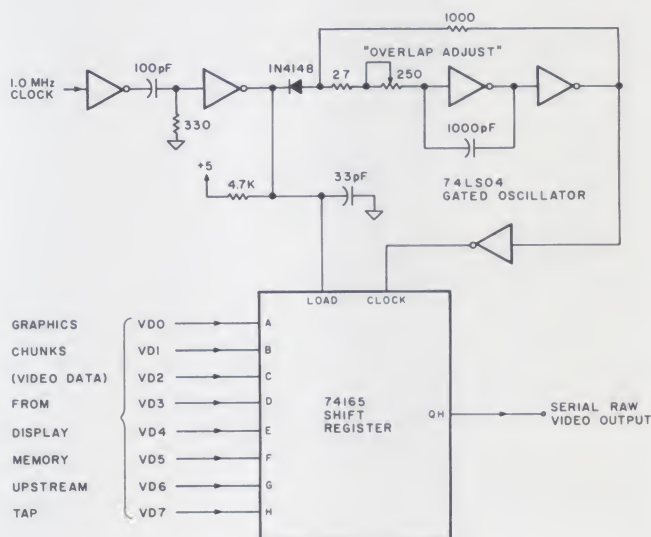 1000
"OVERLAP ADJUST"
100pF
1N4148
27
250
1.0 MHz
CLOCK
330
1000pF
+5
4.7K
33pF
74LS04
GATED OSCILLATOR
LOAD CLOCK
GRAPHICS VD0 A
CHUNKS VD1 B
(VIDEO DATA) VD2 C
FROM VD3 D
DISPLAY VD4 E
MEMORY VD5 F
UPSTREAM VD6 G
TAP VD7 H
74165
SHIFT
REGISTER
QH
SERIAL RAW
VIDEO OUTPUT